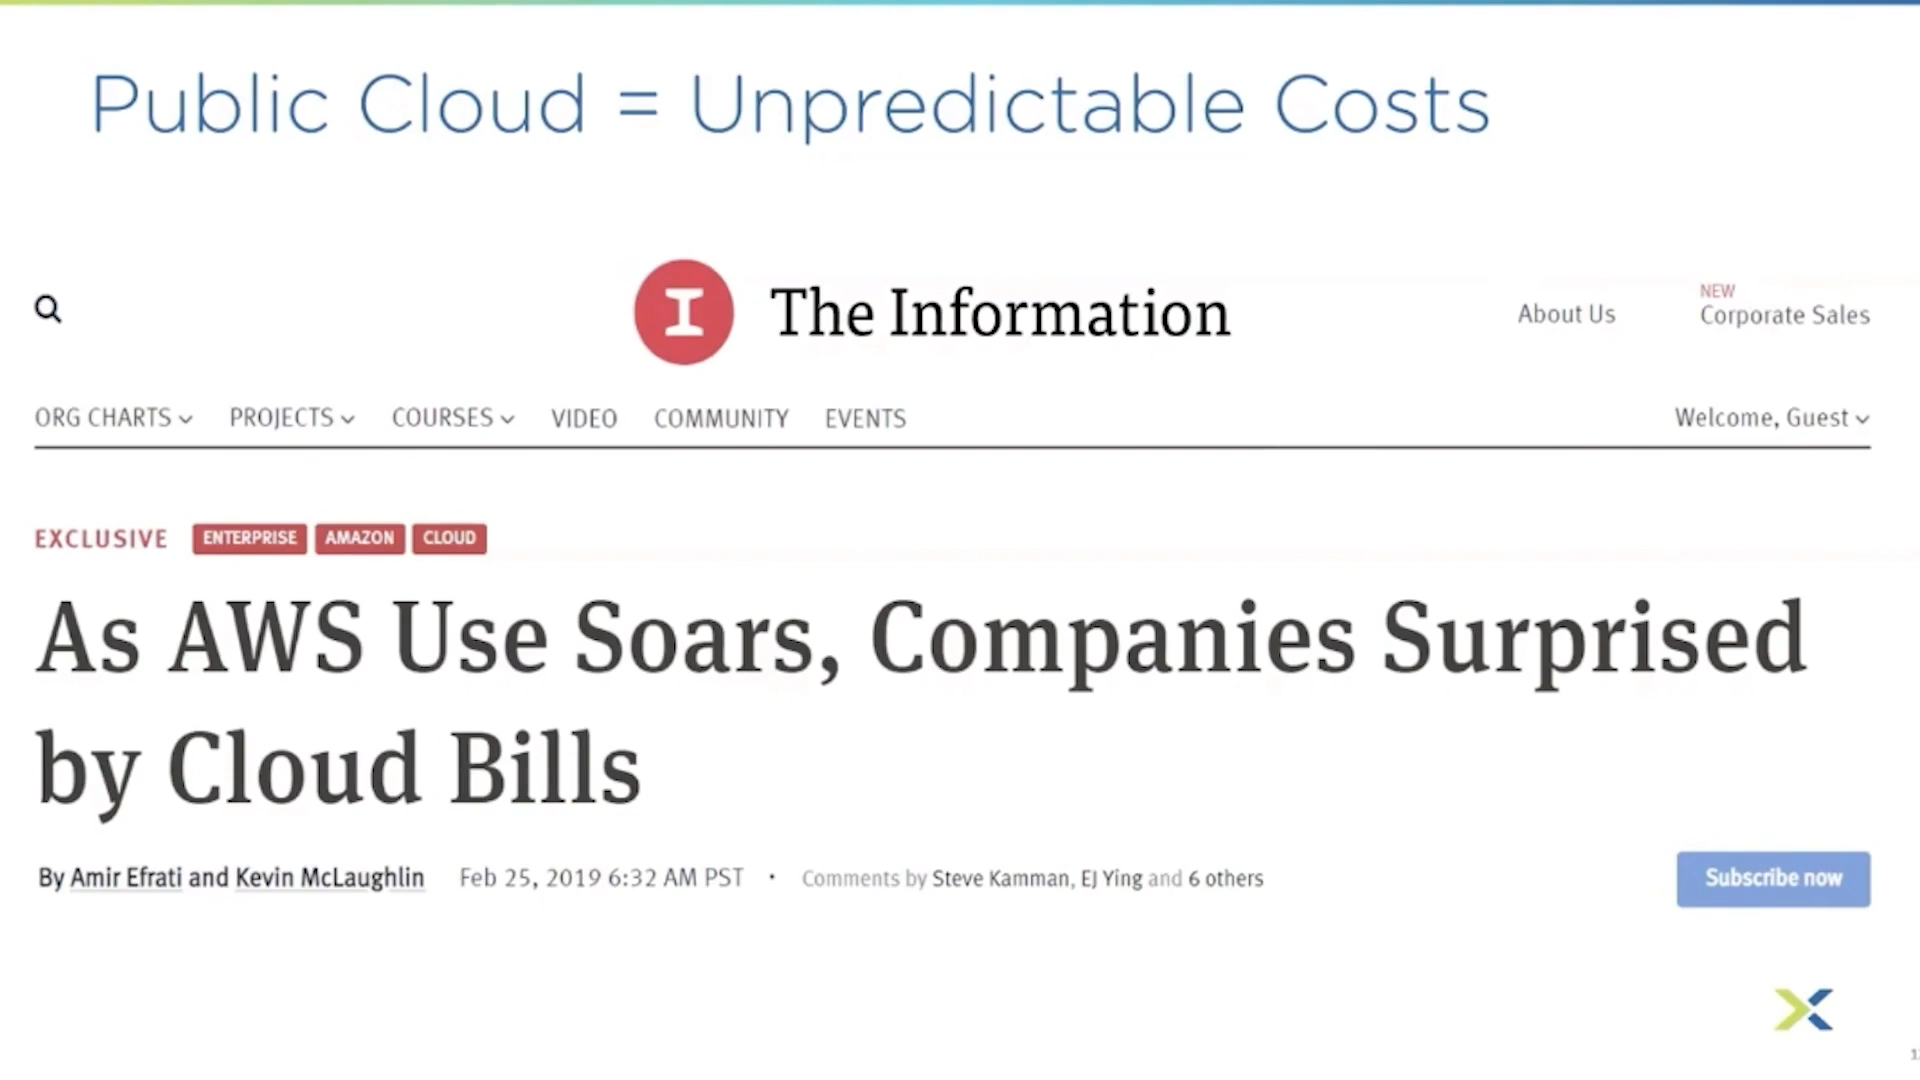 Public Cloud = Unpredictable Costs
I The Information
About Us
NEW
Corporate Sales
ORG CHARTS PROJECTS COURSES VIDEO COMMUNITY EVENTS Welcome, Guest
EXCLUSIVE ENTERPRISE AMAZON CLOUD
As AWS Use Soars, Companies Surprised
by Cloud Bills
By Amir Efrati and Kevin McLaughlin Feb 25, 2019 6:32 AM PST · Comments by Steve Kamman, EJ Ying and 6 others
Subscribe now